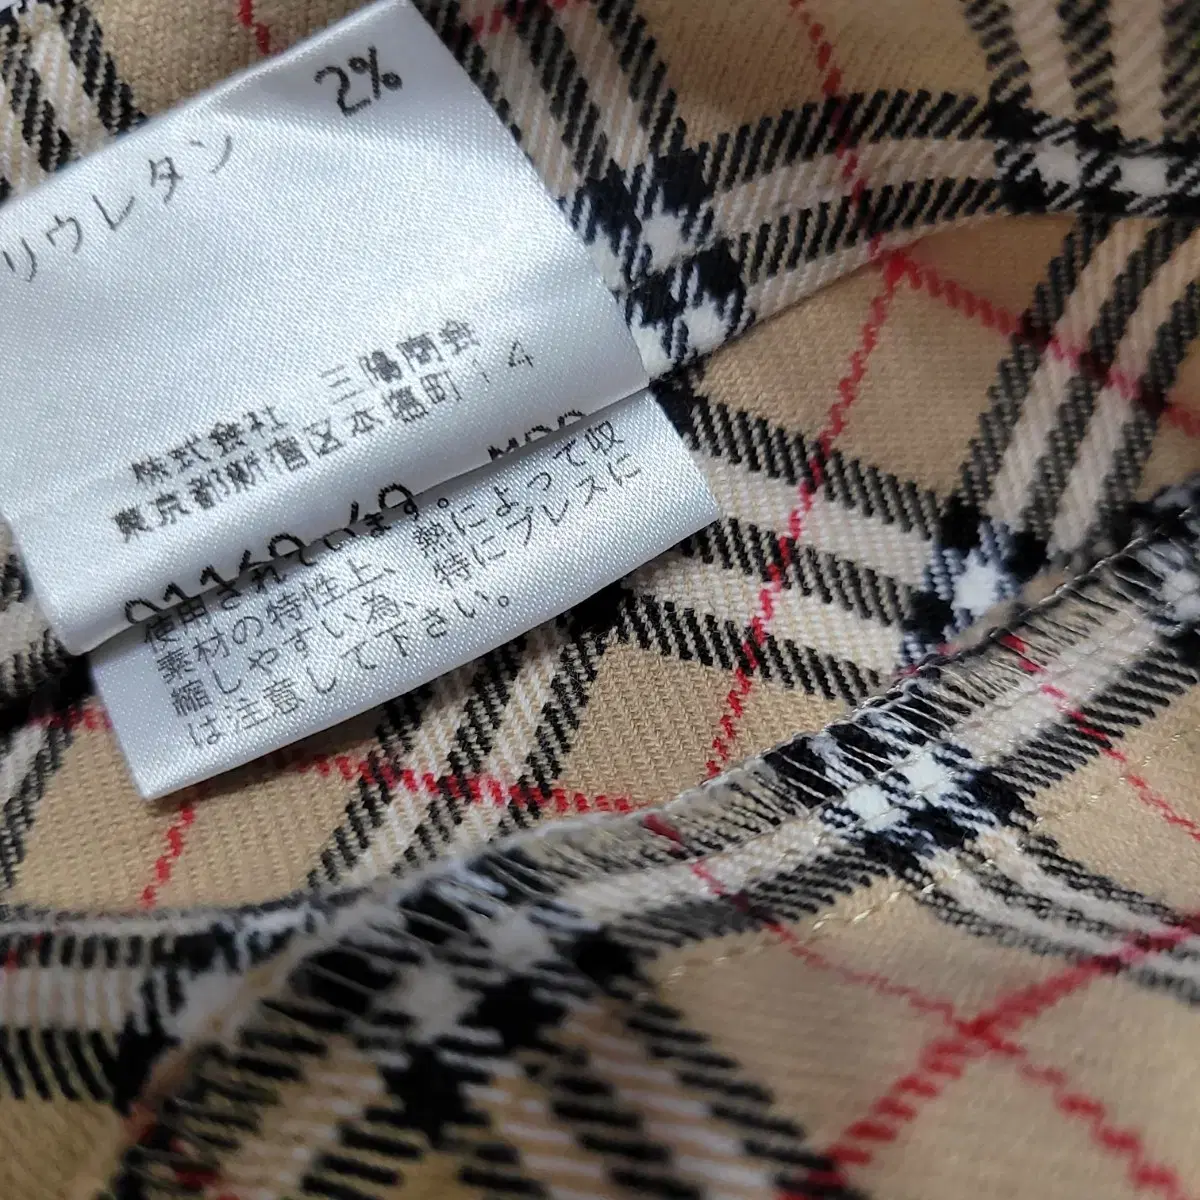 リウレタン 2%
株式会社 三陽商会
東京都新宿区本塩町14
使用されています。
素材の特性上、熱によって収
縮しやすい為、特にプレスに
は注意して下さい。